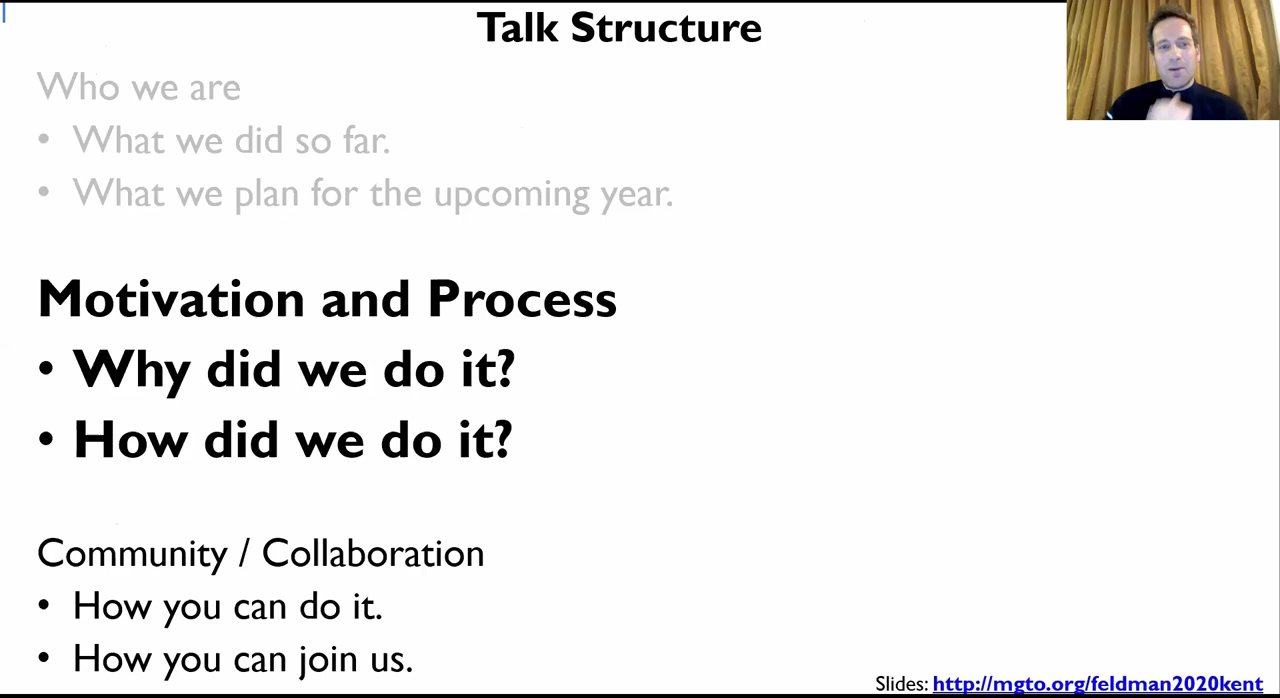 Talk Structure
Who we are
• What we did so far.
• What we plan for the upcoming year.
Motivation and Process
• Why did we do it?
• How did we do it?
Community / Collaboration
• How you can do it.
• How you can join us.
Slides: http://mgto.org/feldman2020kent